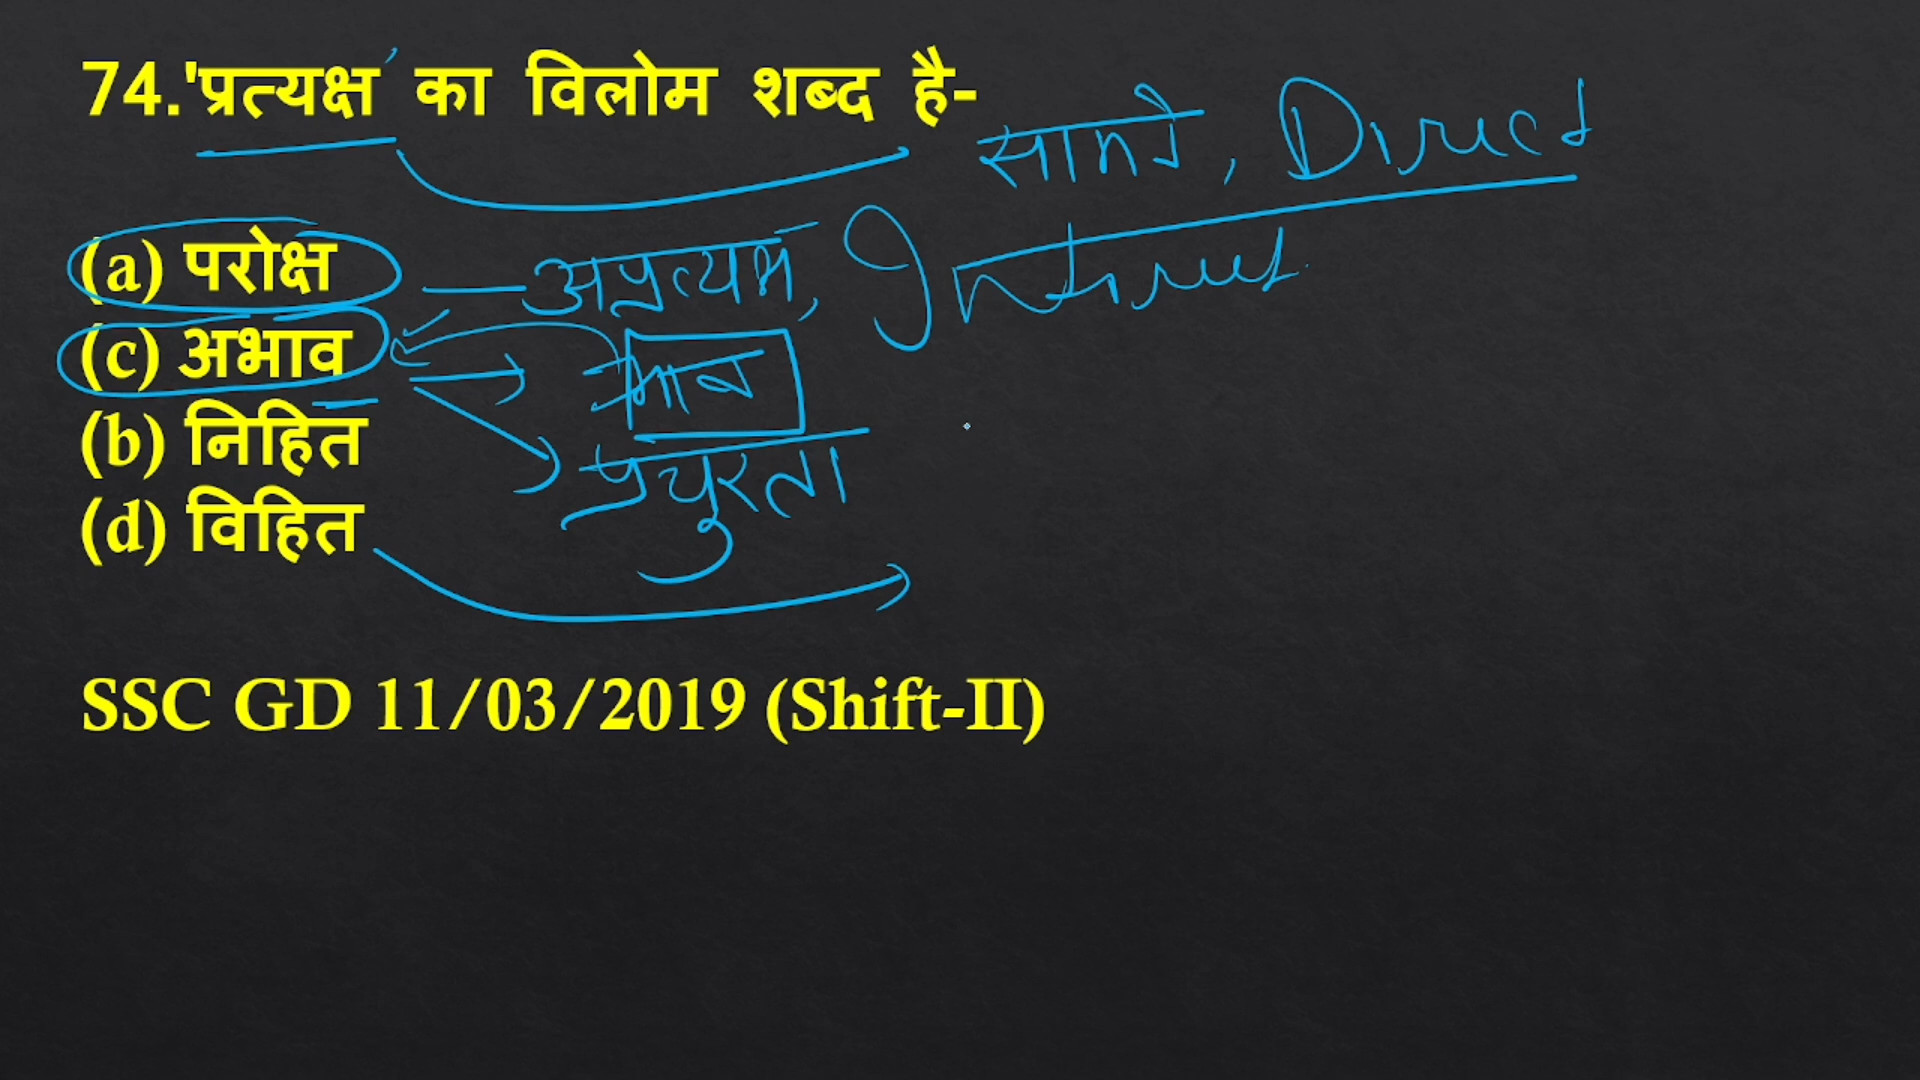 74.'प्रत्यक्ष' का विलोम शब्द है-
सामने, Direct
(a) परोक्ष
अप्रत्यक्ष,
(c) अभाव
भाव
(b) निहित
प्रचुरता
(d) विहित
SSC GD 11/03/2019 (Shift-II)